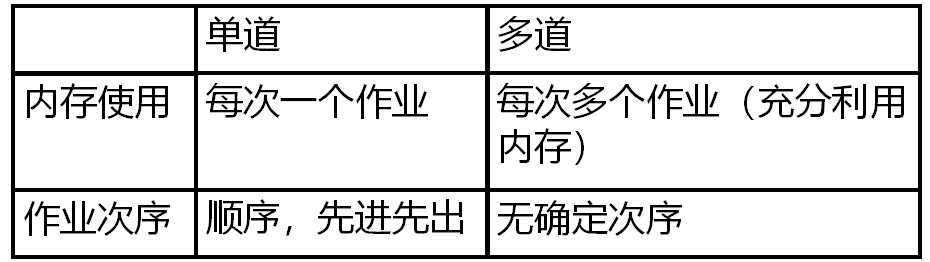 单道
多道
内存使用
每次一个作业
每次多个作业（充分利用
内存）
作业次序
顺序，先进先出
无确定次序